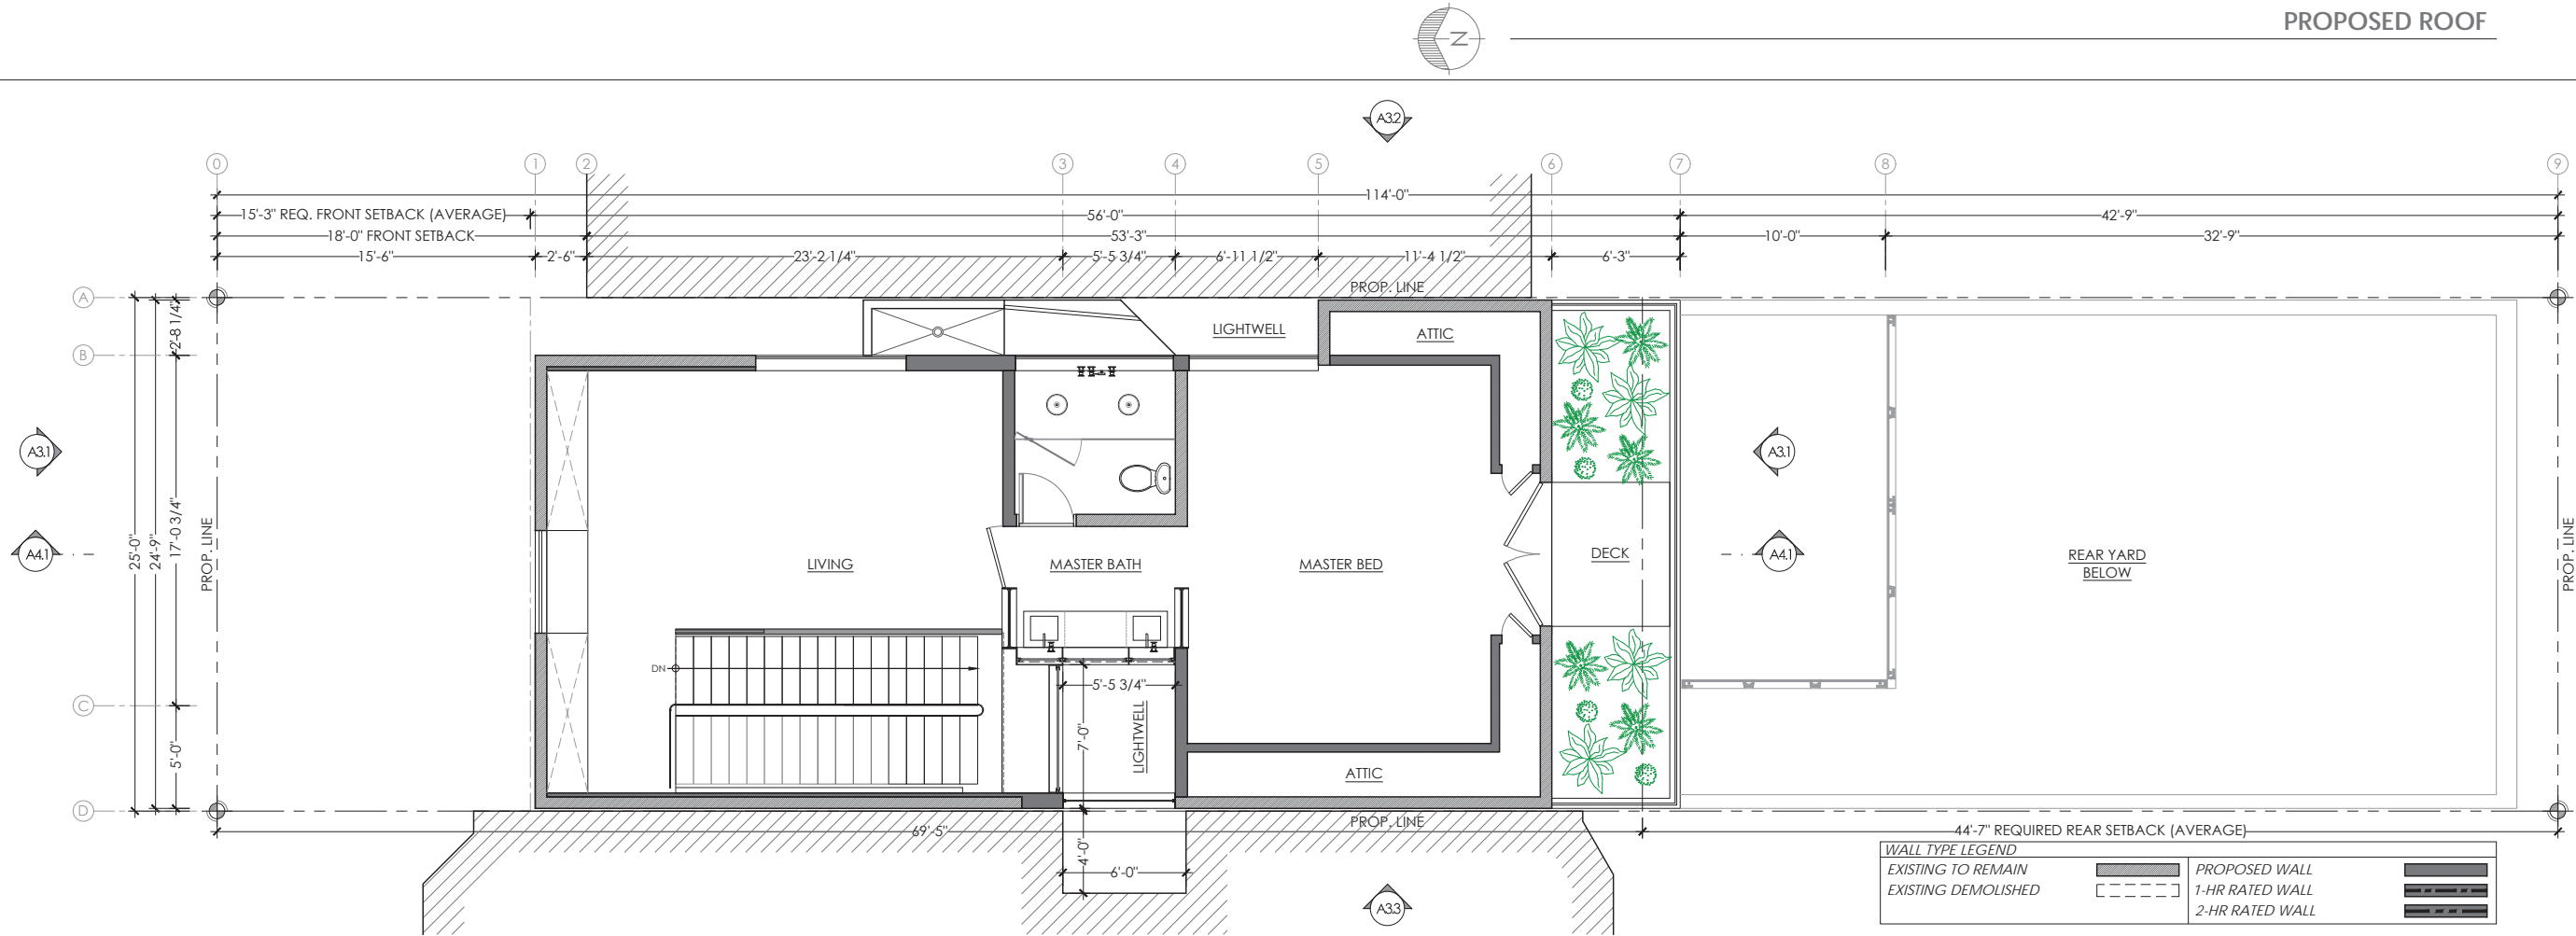 PROPOSED ROOF
N
A3.2
0 1 2 3 4 5 6 7 8 9
114'-0"
15'-3" REQ. FRONT SETBACK (AVERAGE) 56'-0" 42'-9"
18'-0" FRONT SETBACK 53'-3" 10'-0" 32'-9"
15'-6" 2'-6" 23'-2 1/4" 5'-5 3/4" 6'-11 1/2" 11'-4 1/2" 6'-3"
PROP. LINE
A
B
C
D
25'-0"
24'-9"
2'-8 1/4"
17'-0 3/4"
5'-0"
PROP. LINE
LIGHTWELL
ATTIC
A3.1
A3.1
A4.1
A4.1
LIVING
MASTER BATH
MASTER BED
DECK
REAR YARD
BELOW
PROP. LINE
DN
5'-5 3/4"
7'-0"
LIGHTWELL
ATTIC
PROP. LINE
69'-5"
44'-7" REQUIRED REAR SETBACK (AVERAGE)
4'-0"
6'-0"
A3.3
WALL TYPE LEGEND
EXISTING TO REMAIN
EXISTING DEMOLISHED
PROPOSED WALL
1-HR RATED WALL
2-HR RATED WALL